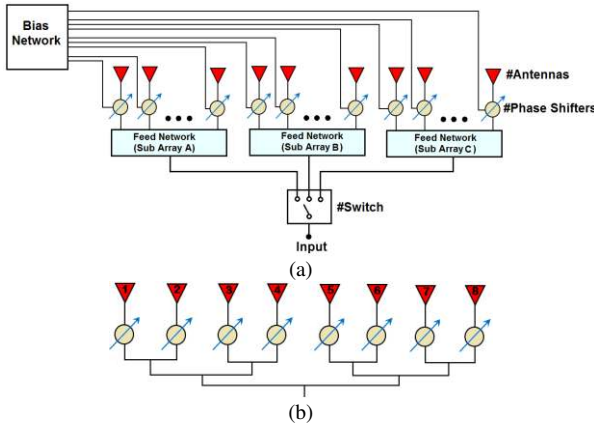 Bias
Network
#Antennas
#Phase Shifters
Feed Network
(Sub Array A)
Feed Network
(Sub Array B)
Feed Network
(Sub Array C)
#Switch
Input
(a)
1 2 3 4 5 6 7 8
(b)